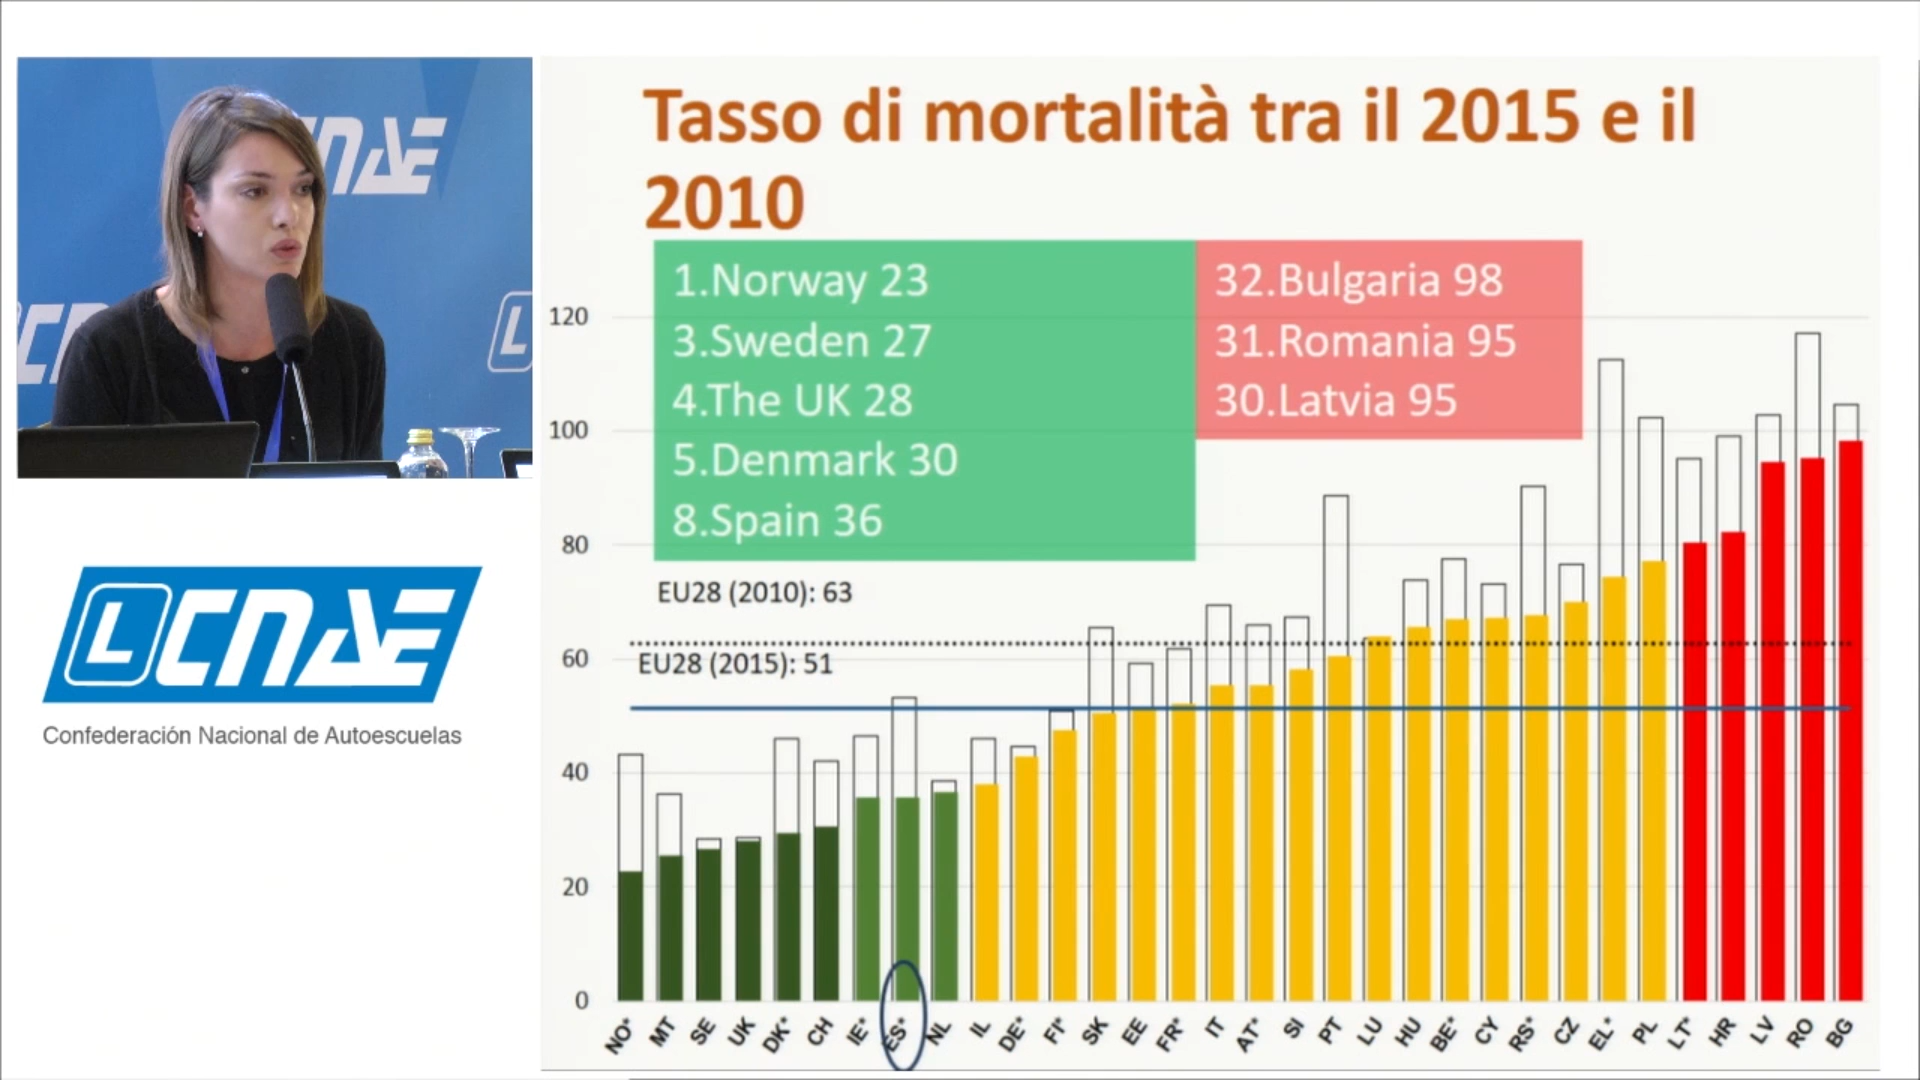 Tasso di mortalità tra il 2015 e il
2010
1.Norway 23
3.Sweden 27
4.The UK 28
5.Denmark 30
8.Spain 36
32.Bulgaria 98
31.Romania 95
30.Latvia 95
EU28 (2010): 63
EU28 (2015): 51
120
100
80
60
40
20
0
NO* MT SE UK DK* CH IE* ES* NL IL DE* FI* SK EE FR* IT AT* SI PT LU HU BE* CY RS* CZ EL* PL LT* HR LV RO BG
CNAE
L
L CNAE
Confederación Nacional de Autoescuelas